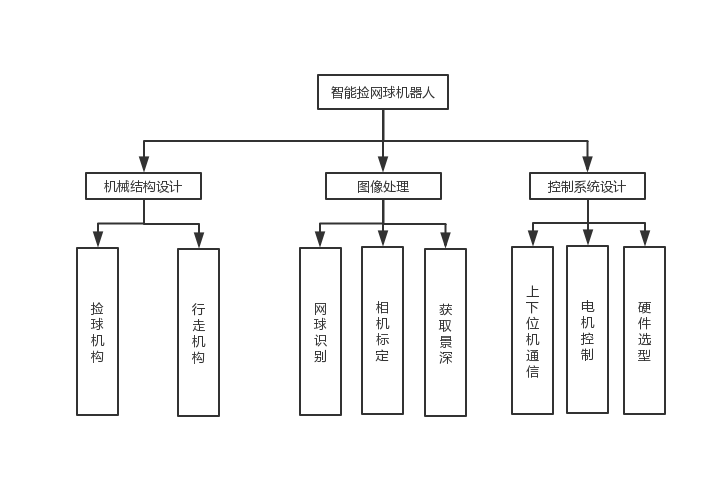 智能捡网球机器人
机械结构设计
图像处理
控制系统设计
捡球机构
行走机构
网球识别
相机标定
获取景深
上下位机通信
电机控制
硬件选型